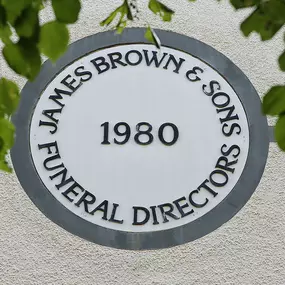 JAMES BROWN & SONS
1980
FUNERAL DIRECTORS